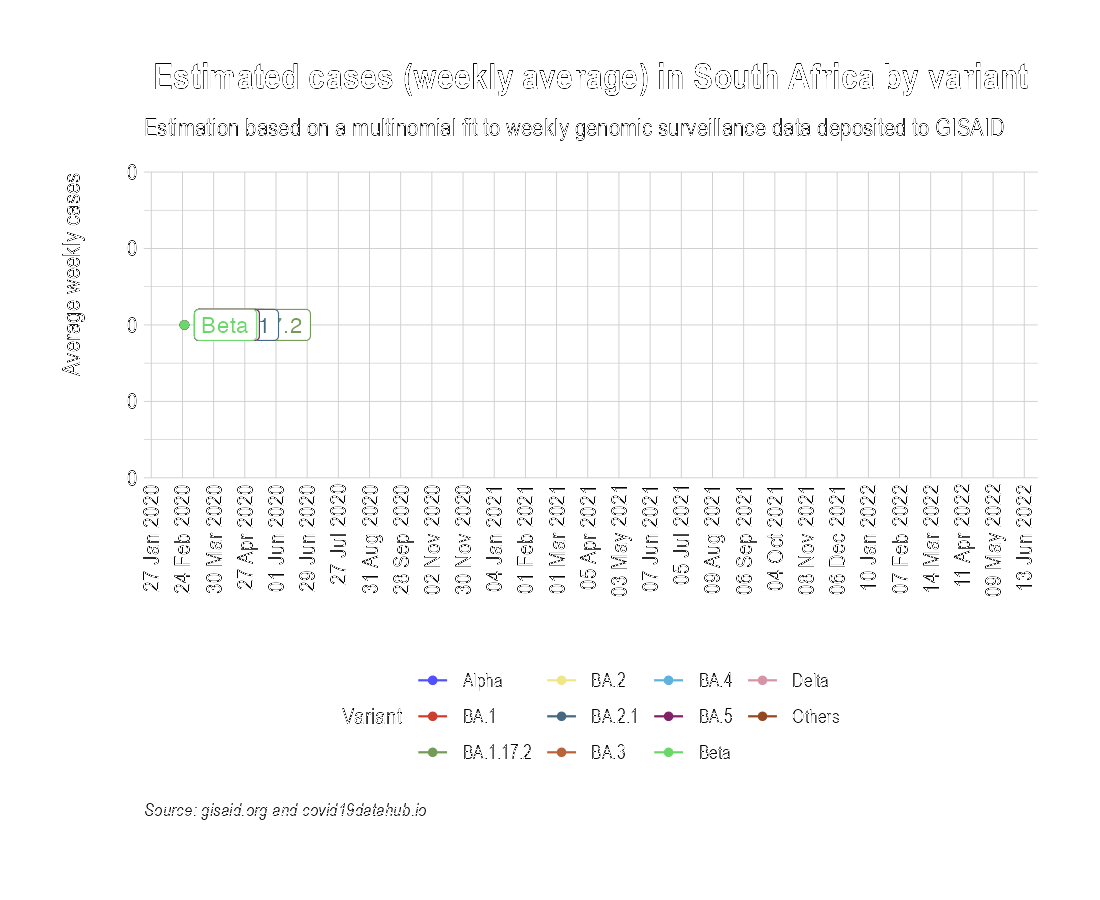 Estimated cases (weekly average) in South Africa by variant
Estimation based on a multinomial fit to weekly genomic surveillance data deposited to GISAID
Average weekly cases
0
0
0
0
0
Beta
1
7.2
27 Jan 2020
24 Feb 2020
30 Mar 2020
27 Apr 2020
01 Jun 2020
29 Jun 2020
27 Jul 2020
31 Aug 2020
28 Sep 2020
02 Nov 2020
30 Nov 2020
04 Jan 2021
01 Feb 2021
01 Mar 2021
05 Apr 2021
03 May 2021
07 Jun 2021
05 Jul 2021
09 Aug 2021
06 Sep 2021
04 Oct 2021
08 Nov 2021
06 Dec 2021
10 Jan 2022
07 Feb 2022
14 Mar 2022
11 Apr 2022
09 May 2022
13 Jun 2022
Variant
Alpha
BA.1
BA.1.17.2
BA.2
BA.2.1
BA.3
BA.4
BA.5
Beta
Delta
Others
Source: gisaid.org and covid19datahub.io